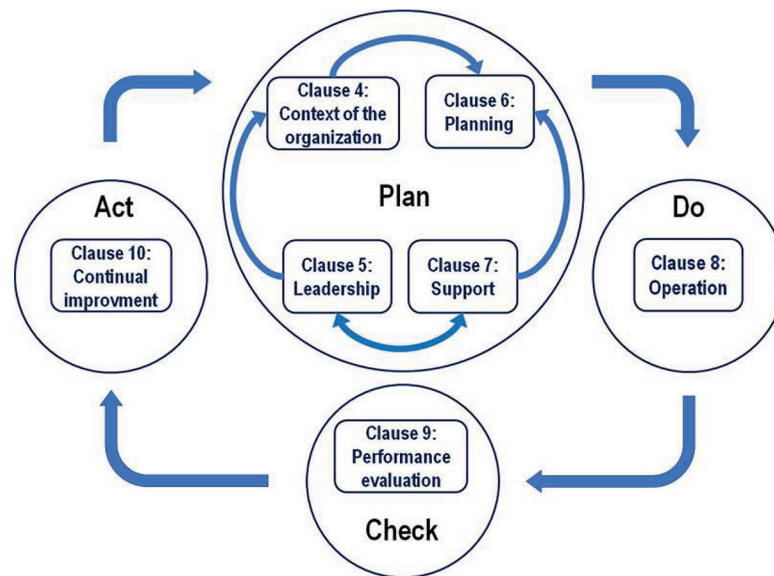 Clause 4:
Context of the
organization
Clause 6:
Planning
Plan
Clause 5:
Leadership
Clause 7:
Support
Act
Clause 10:
Continual
improvment
Do
Clause 8:
Operation
Clause 9:
Performance
evaluation
Check